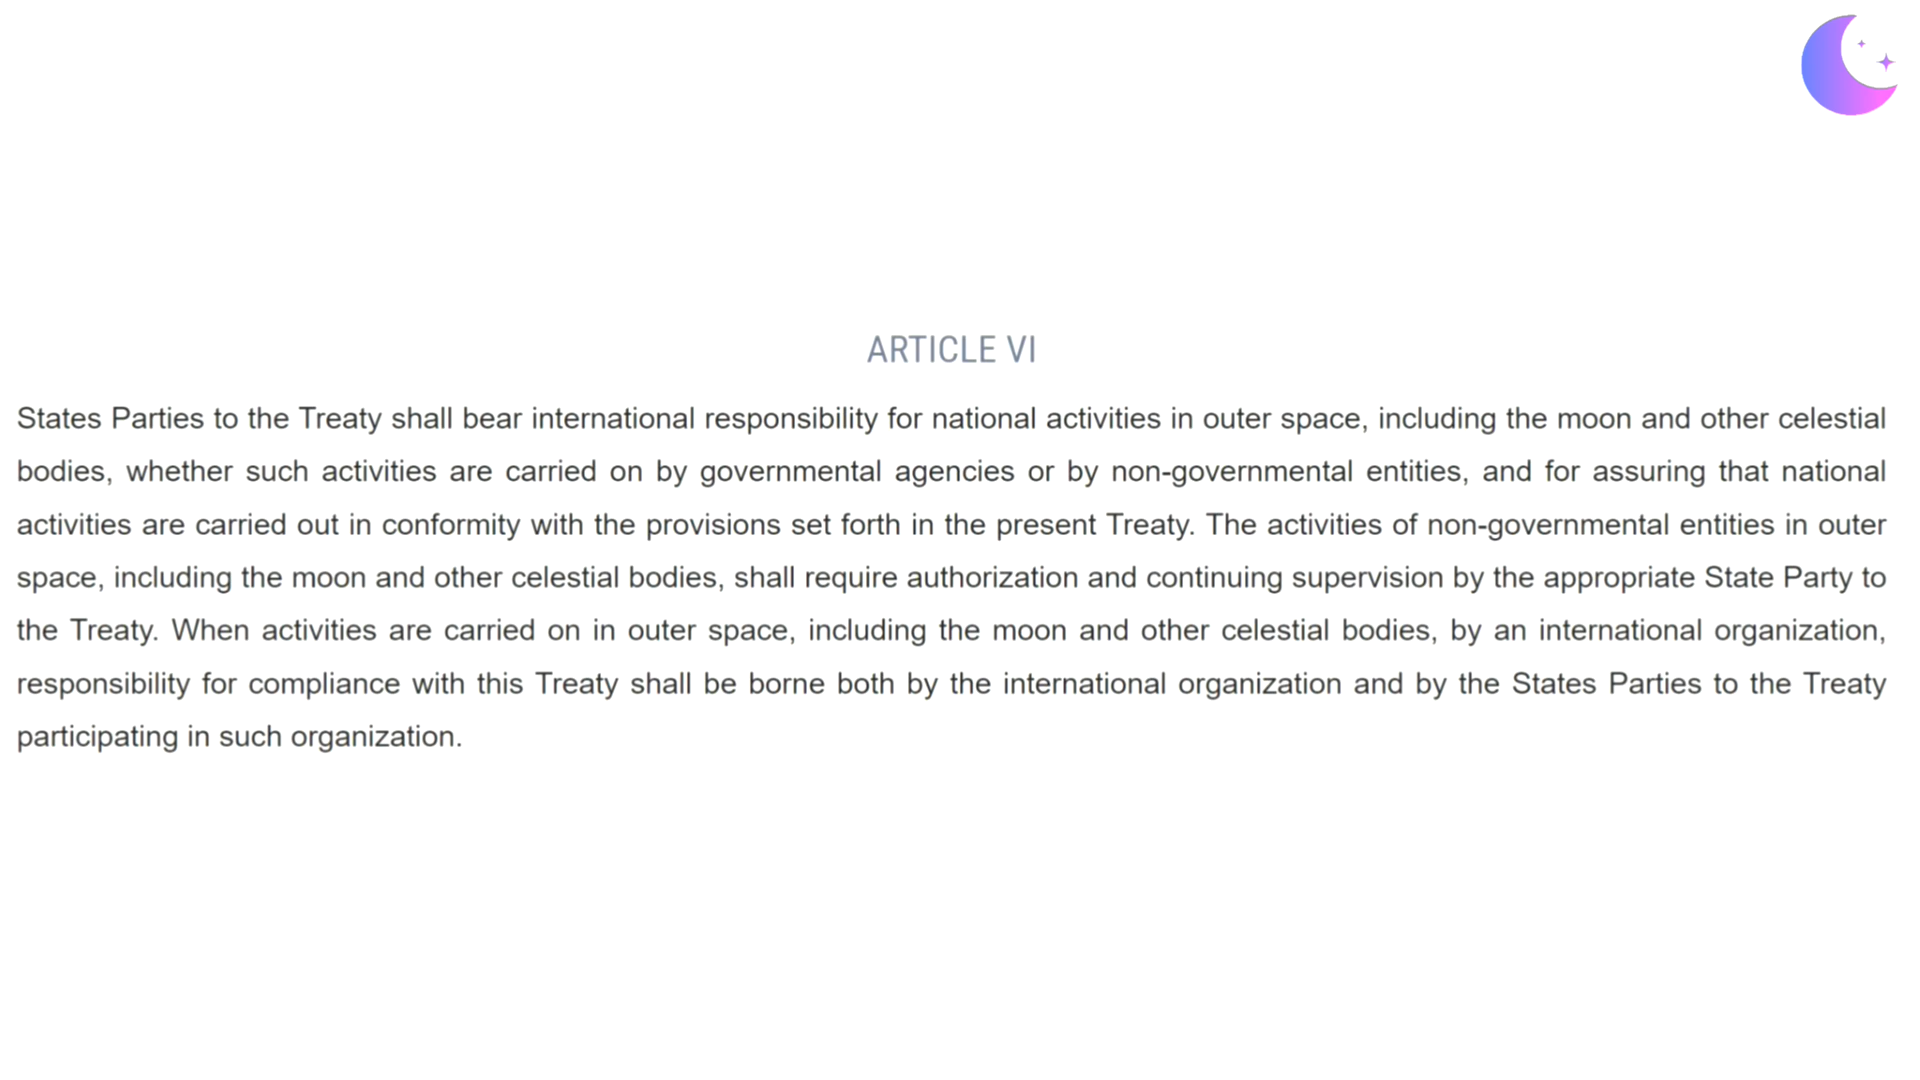 ARTICLE VI
States Parties to the Treaty shall bear international responsibility for national activities in outer space, including the moon and other celestial
bodies, whether such activities are carried on by governmental agencies or by non-governmental entities, and for assuring that national
activities are carried out in conformity with the provisions set forth in the present Treaty. The activities of non-governmental entities in outer
space, including the moon and other celestial bodies, shall require authorization and continuing supervision by the appropriate State Party to
the Treaty. When activities are carried on in outer space, including the moon and other celestial bodies, by an international organization,
responsibility for compliance with this Treaty shall be borne both by the international organization and by the States Parties to the Treaty
participating in such organization.